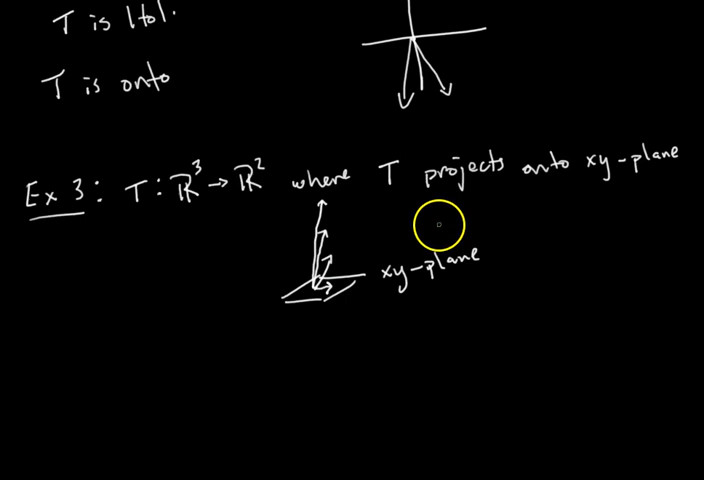 T is 1to1.
T is onto
Ex 3: T: ℝ³ → ℝ² where T projects onto xy-plane
xy-plane